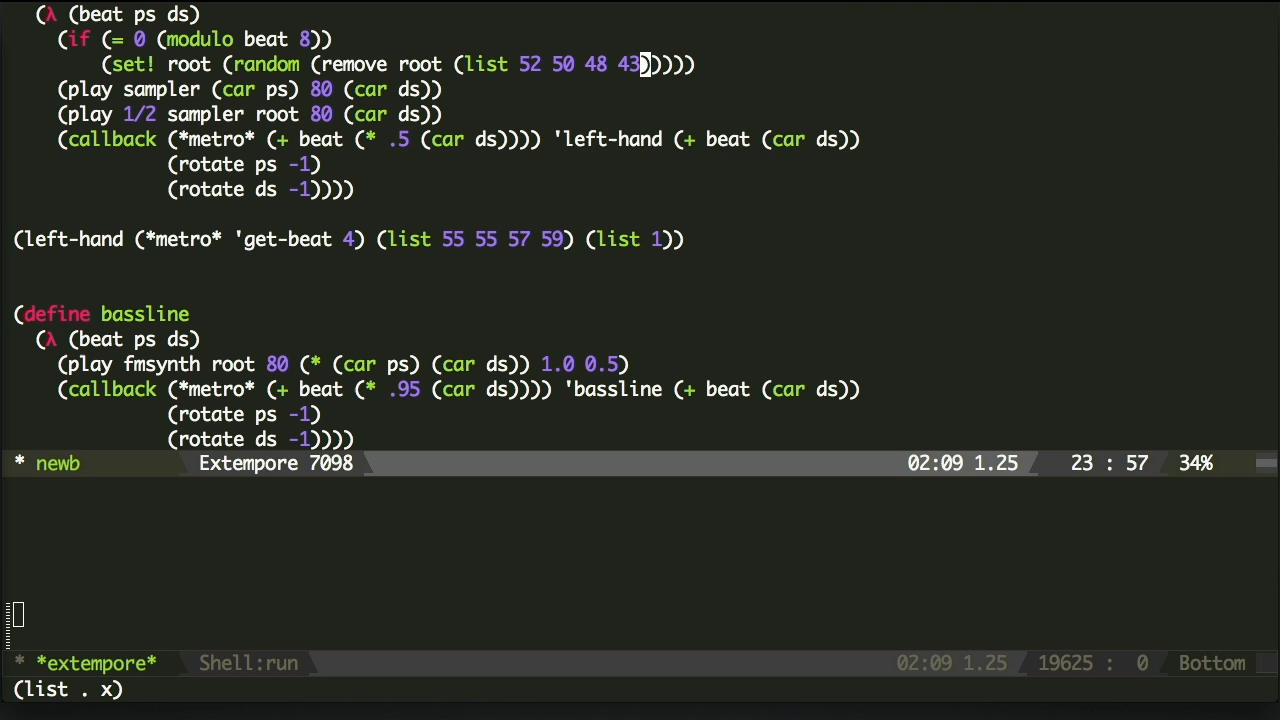 (λ (beat ps ds)
(if (= 0 (modulo beat 8))
(set! root (random (remove root (list 52 50 48 43)))))
(play sampler (car ps) 80 (car ds))
(play 1/2 sampler root 80 (car ds))
(callback (*metro* (+ beat (* .5 (car ds)))) 'left-hand (+ beat (car ds))
(rotate ps -1)
(rotate ds -1))))
(left-hand (*metro* 'get-beat 4) (list 55 55 57 59) (list 1))
(define bassline
(λ (beat ps ds)
(play fmsynth root 80 (* (car ps) (car ds)) 1.0 0.5)
(callback (*metro* (+ beat (* .95 (car ds)))) 'bassline (+ beat (car ds))
(rotate ps -1)
(rotate ds -1))))
* newb Extempore 7098 02:09 1.25 23 : 57 34%
* *extempore* Shell:run 02:09 1.25 19625 : 0 Bottom
(list . x)